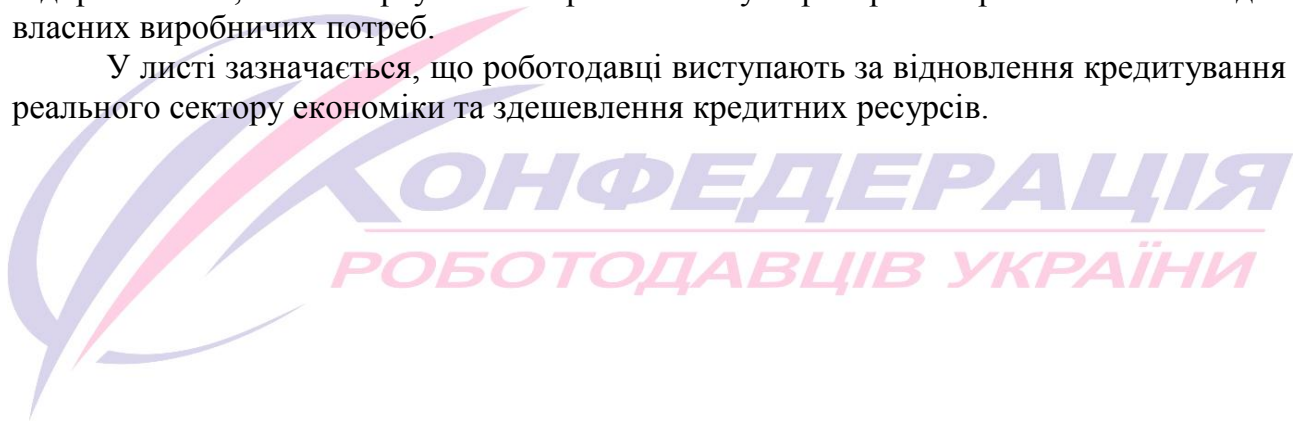 власних виробничих потреб.
У листі зазначається, що роботодавці виступають за відновлення кредитування
реального сектору економіки та здешевлення кредитних ресурсів.
КОНФЕДЕРАЦІЯ
РОБОТОДАВЦІВ УКРАЇНИ